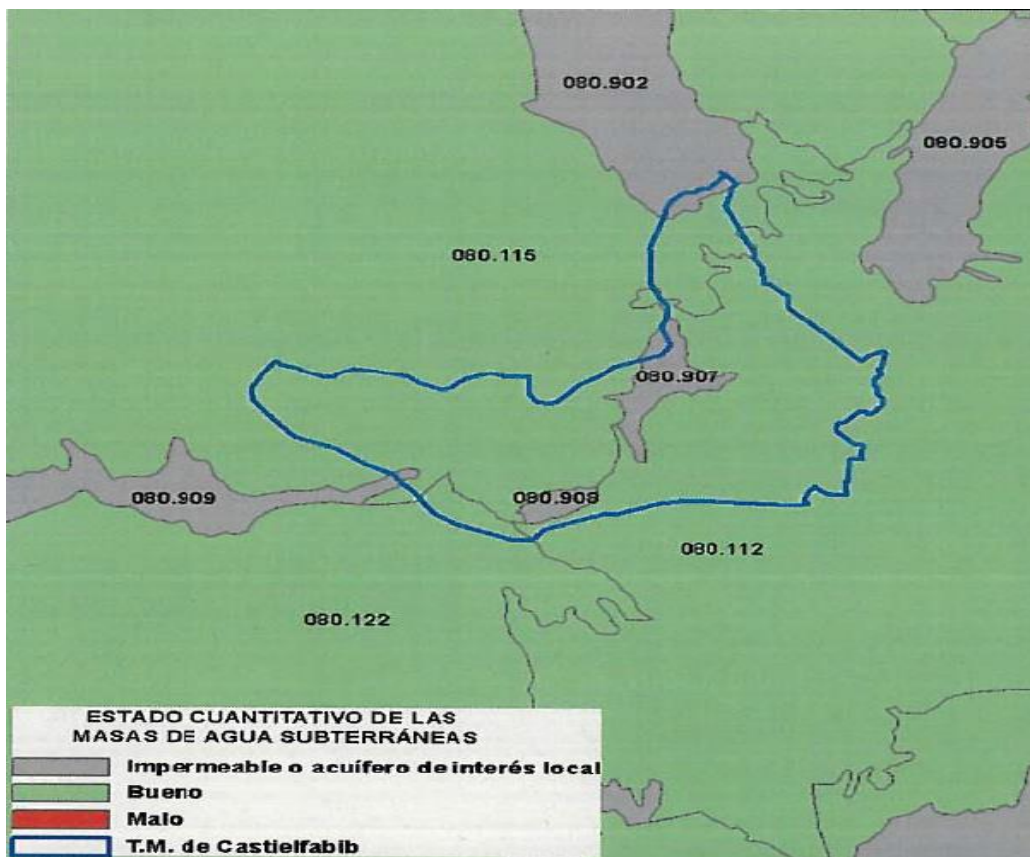 080.902
080.905
080.115
080.907
080.909
080.908
080.112
080.122
ESTADO CUANTITATIVO DE LAS
MASAS DE AGUA SUBTERRÁNEAS
Impermeable o acuífero de interés local
Bueno
Malo
T.M. de Castielfabib